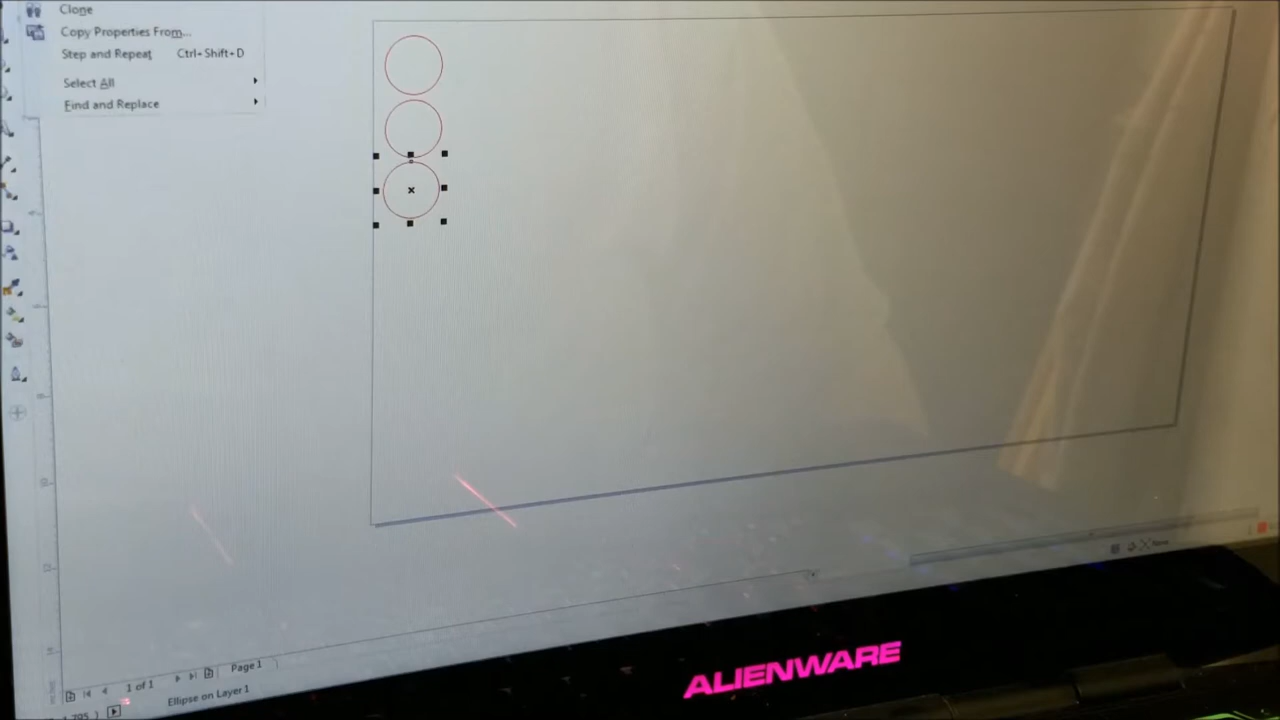 Clone
Copy Properties From...
Step and Repeat Ctrl+Shift+D
Select All
Find and Replace
None
Page 1
1 of 1
Ellipse on Layer 1
ALIENWARE